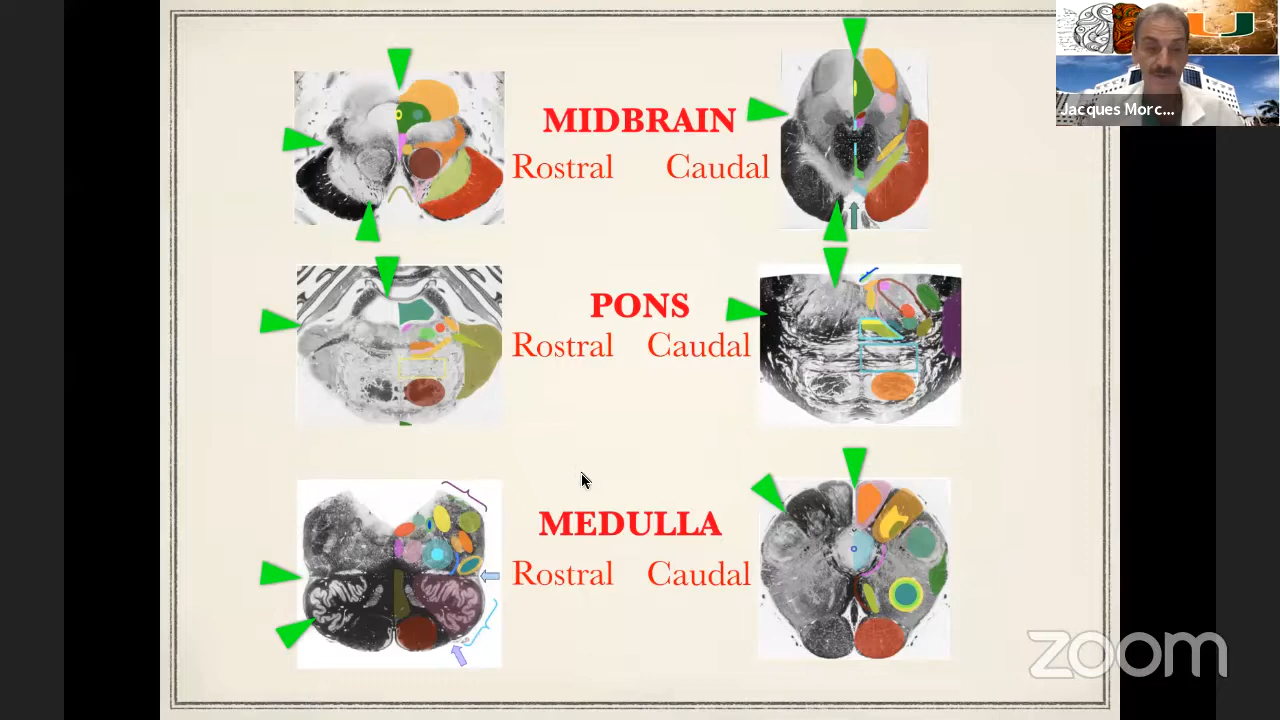 MIDBRAIN
Rostral Caudal
PONS
Rostral Caudal
MEDULLA
Rostral Caudal
Jacques Morc...
U
zoom